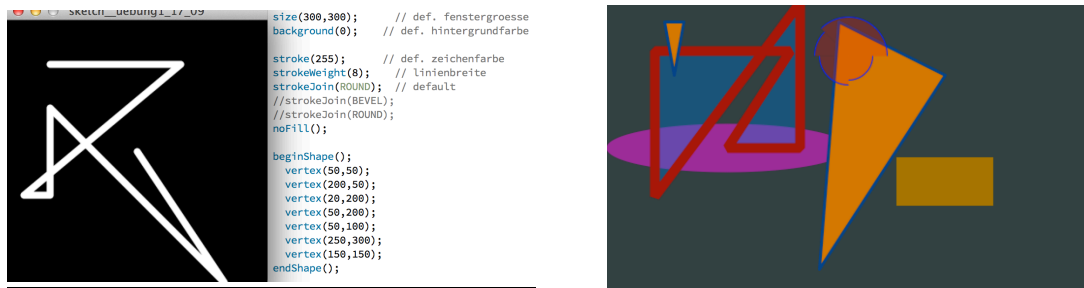 sketch__uebung1_17_09
size(300,300);      // def. fenstergroesse
background(0);    // def. hintergrundfarbe
stroke(255);      // def. zeichenfarbe
strokeWeight(8);    // linienbreite
strokeJoin(ROUND);  // default
//strokeJoin(BEVEL);
//strokeJoin(ROUND);
noFill();
beginShape();
  vertex(50,50);
  vertex(200,50);
  vertex(20,200);
  vertex(50,200);
  vertex(50,100);
  vertex(250,300);
  vertex(150,150);
endShape();